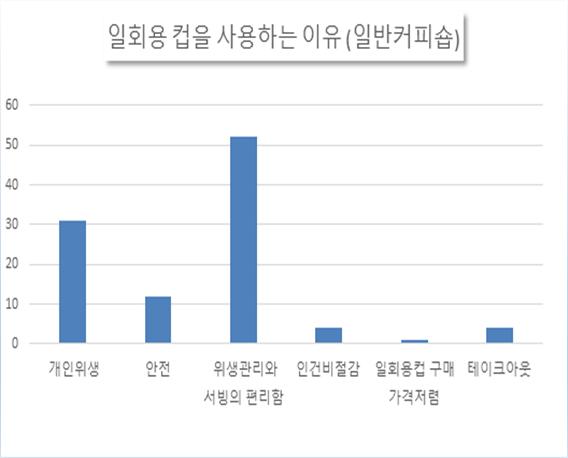 일회용 컵을 사용하는 이유 (일반커피숍)
60
50
40
30
20
10
0
개인위생
안전
위생관리와
서빙의 편리함
인건비절감
일회용컵 구매
가격저렴
테이크아웃